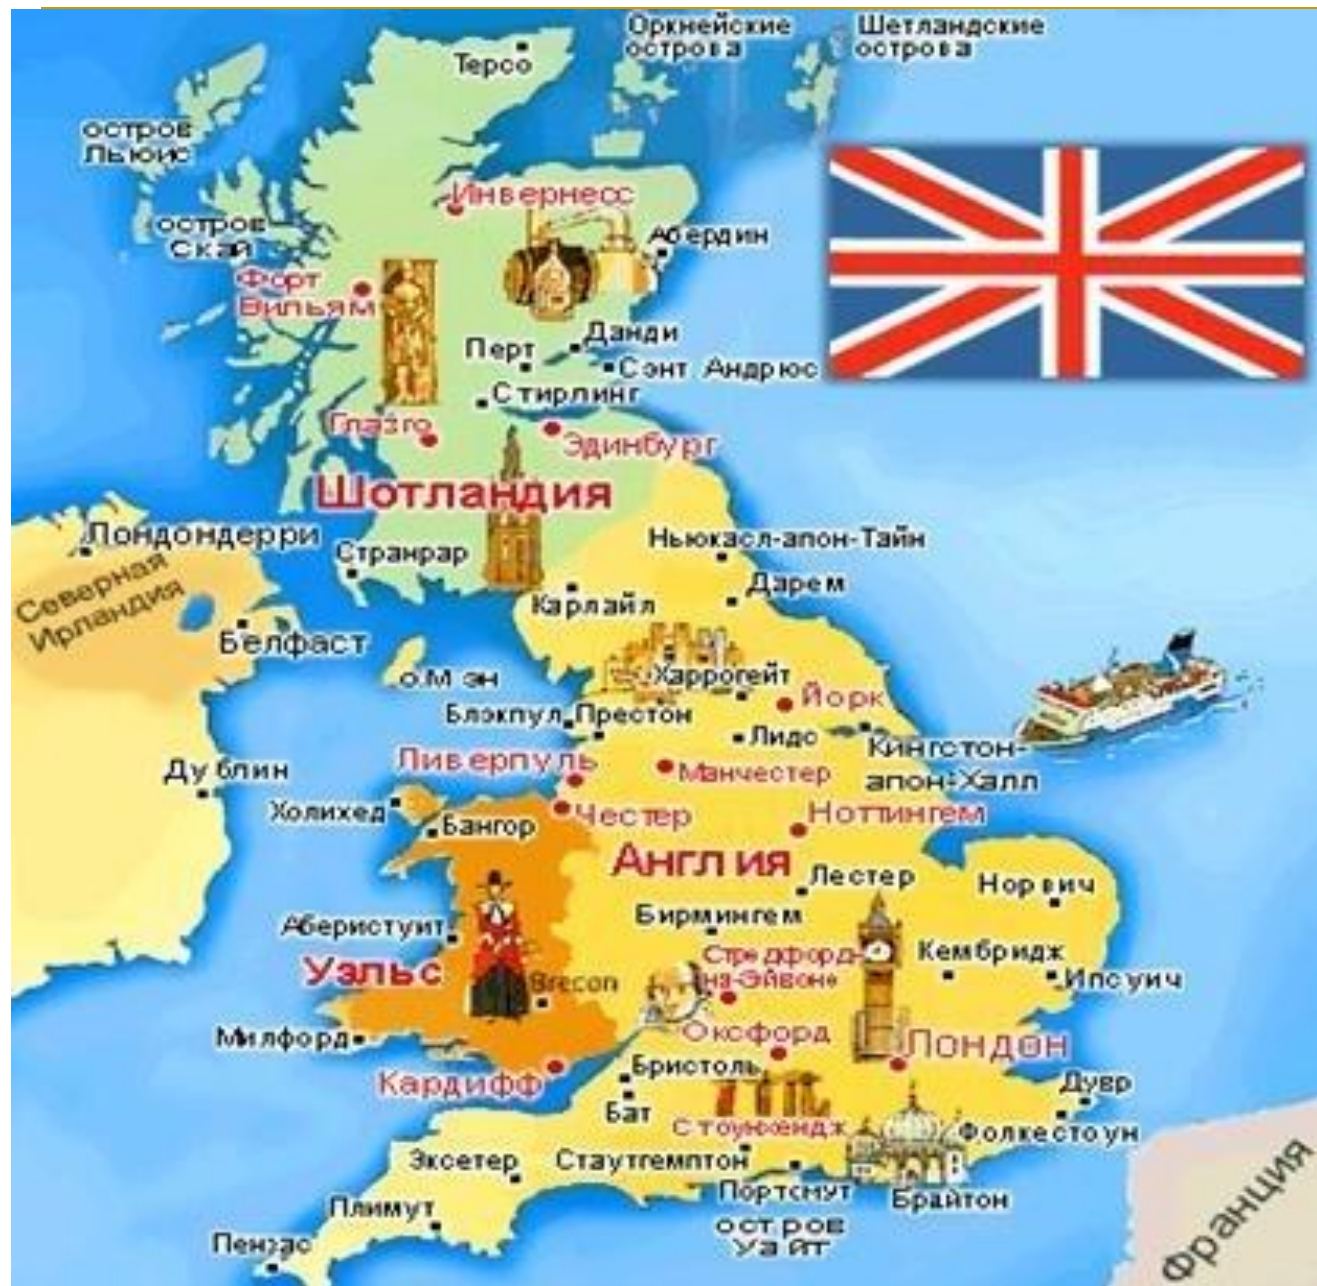 Оркнейские
острова
Шетландские
острова
Терсо
остров
Льюис
Инвернесс
остров
Скай
Абердин
Форт
Вильям
Данди
Перт
Сэнт Андрюс
Стирлинг
Глазго
Эдинбург
Шотландия
Лондондерри
Странрар
Ньюкасл-апон-Тайн
Северная
Ирландия
Дарем
Карлайл
Белфаст
о.Мэн
Харрогейт
Йорк
Блэкпул
Престон
Лидс
Кингстон-
апон-Халл
Ливерпуль
Манчестер
Дублин
Холихед
Бангор
Честер
Ноттингем
Англия
Лестер
Норвич
Бирмингем
Аберистуит
Уэльс
Стредфорд-
на-Эйвоне
Кембридж
Ипсуич
Brecon
Милфорд
Оксфорд
Лондон
Кардифф
Бристоль
Дувр
Бат
Стоунхендж
Фолкестоун
Эксетер
Стаутгемптон
Портсмут
Брайтон
Плимут
остров
Уайт
Пензас
Франция